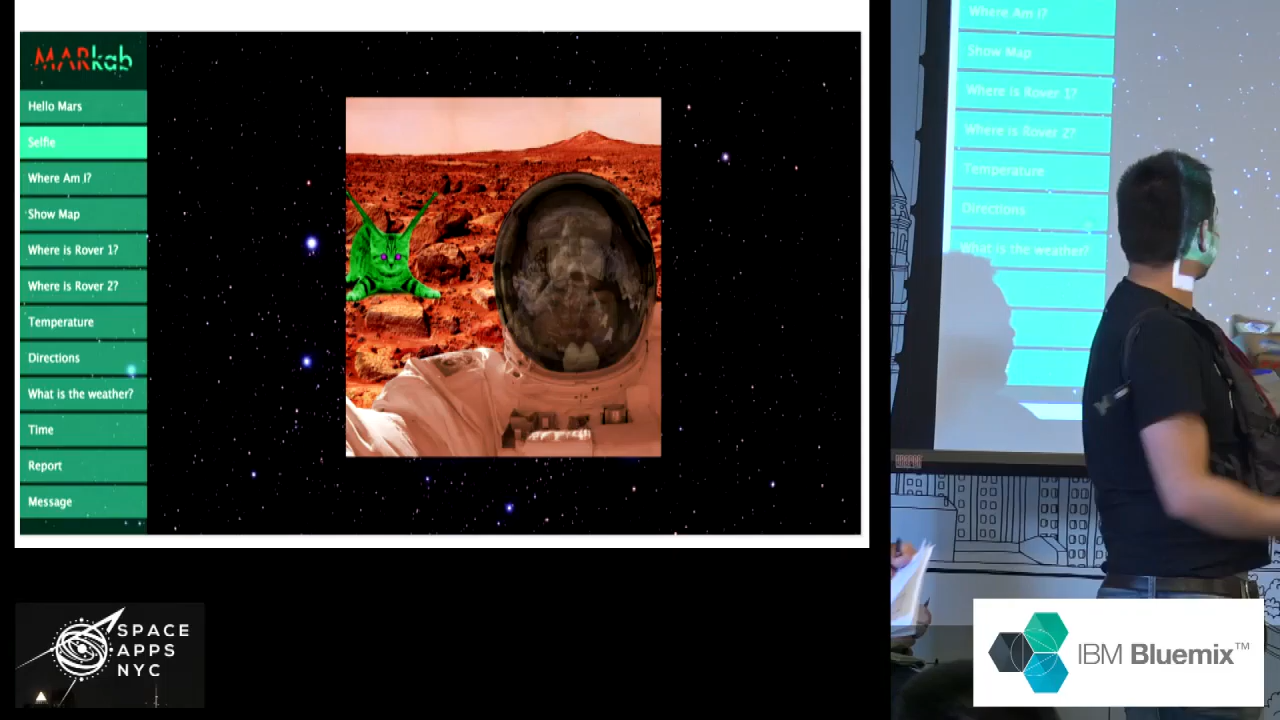 MARkab
Hello Mars
Selfie
Where Am I?
Show Map
Where is Rover 1?
Where is Rover 2?
Temperature
Directions
What is the weather?
Time
Report
Message
Where Am I?
Show Map
Where is Rover 1?
Where is Rover 2?
Temperature
Directions
What is the weather?
SPACE
APPS
NYC
IBM Bluemix™